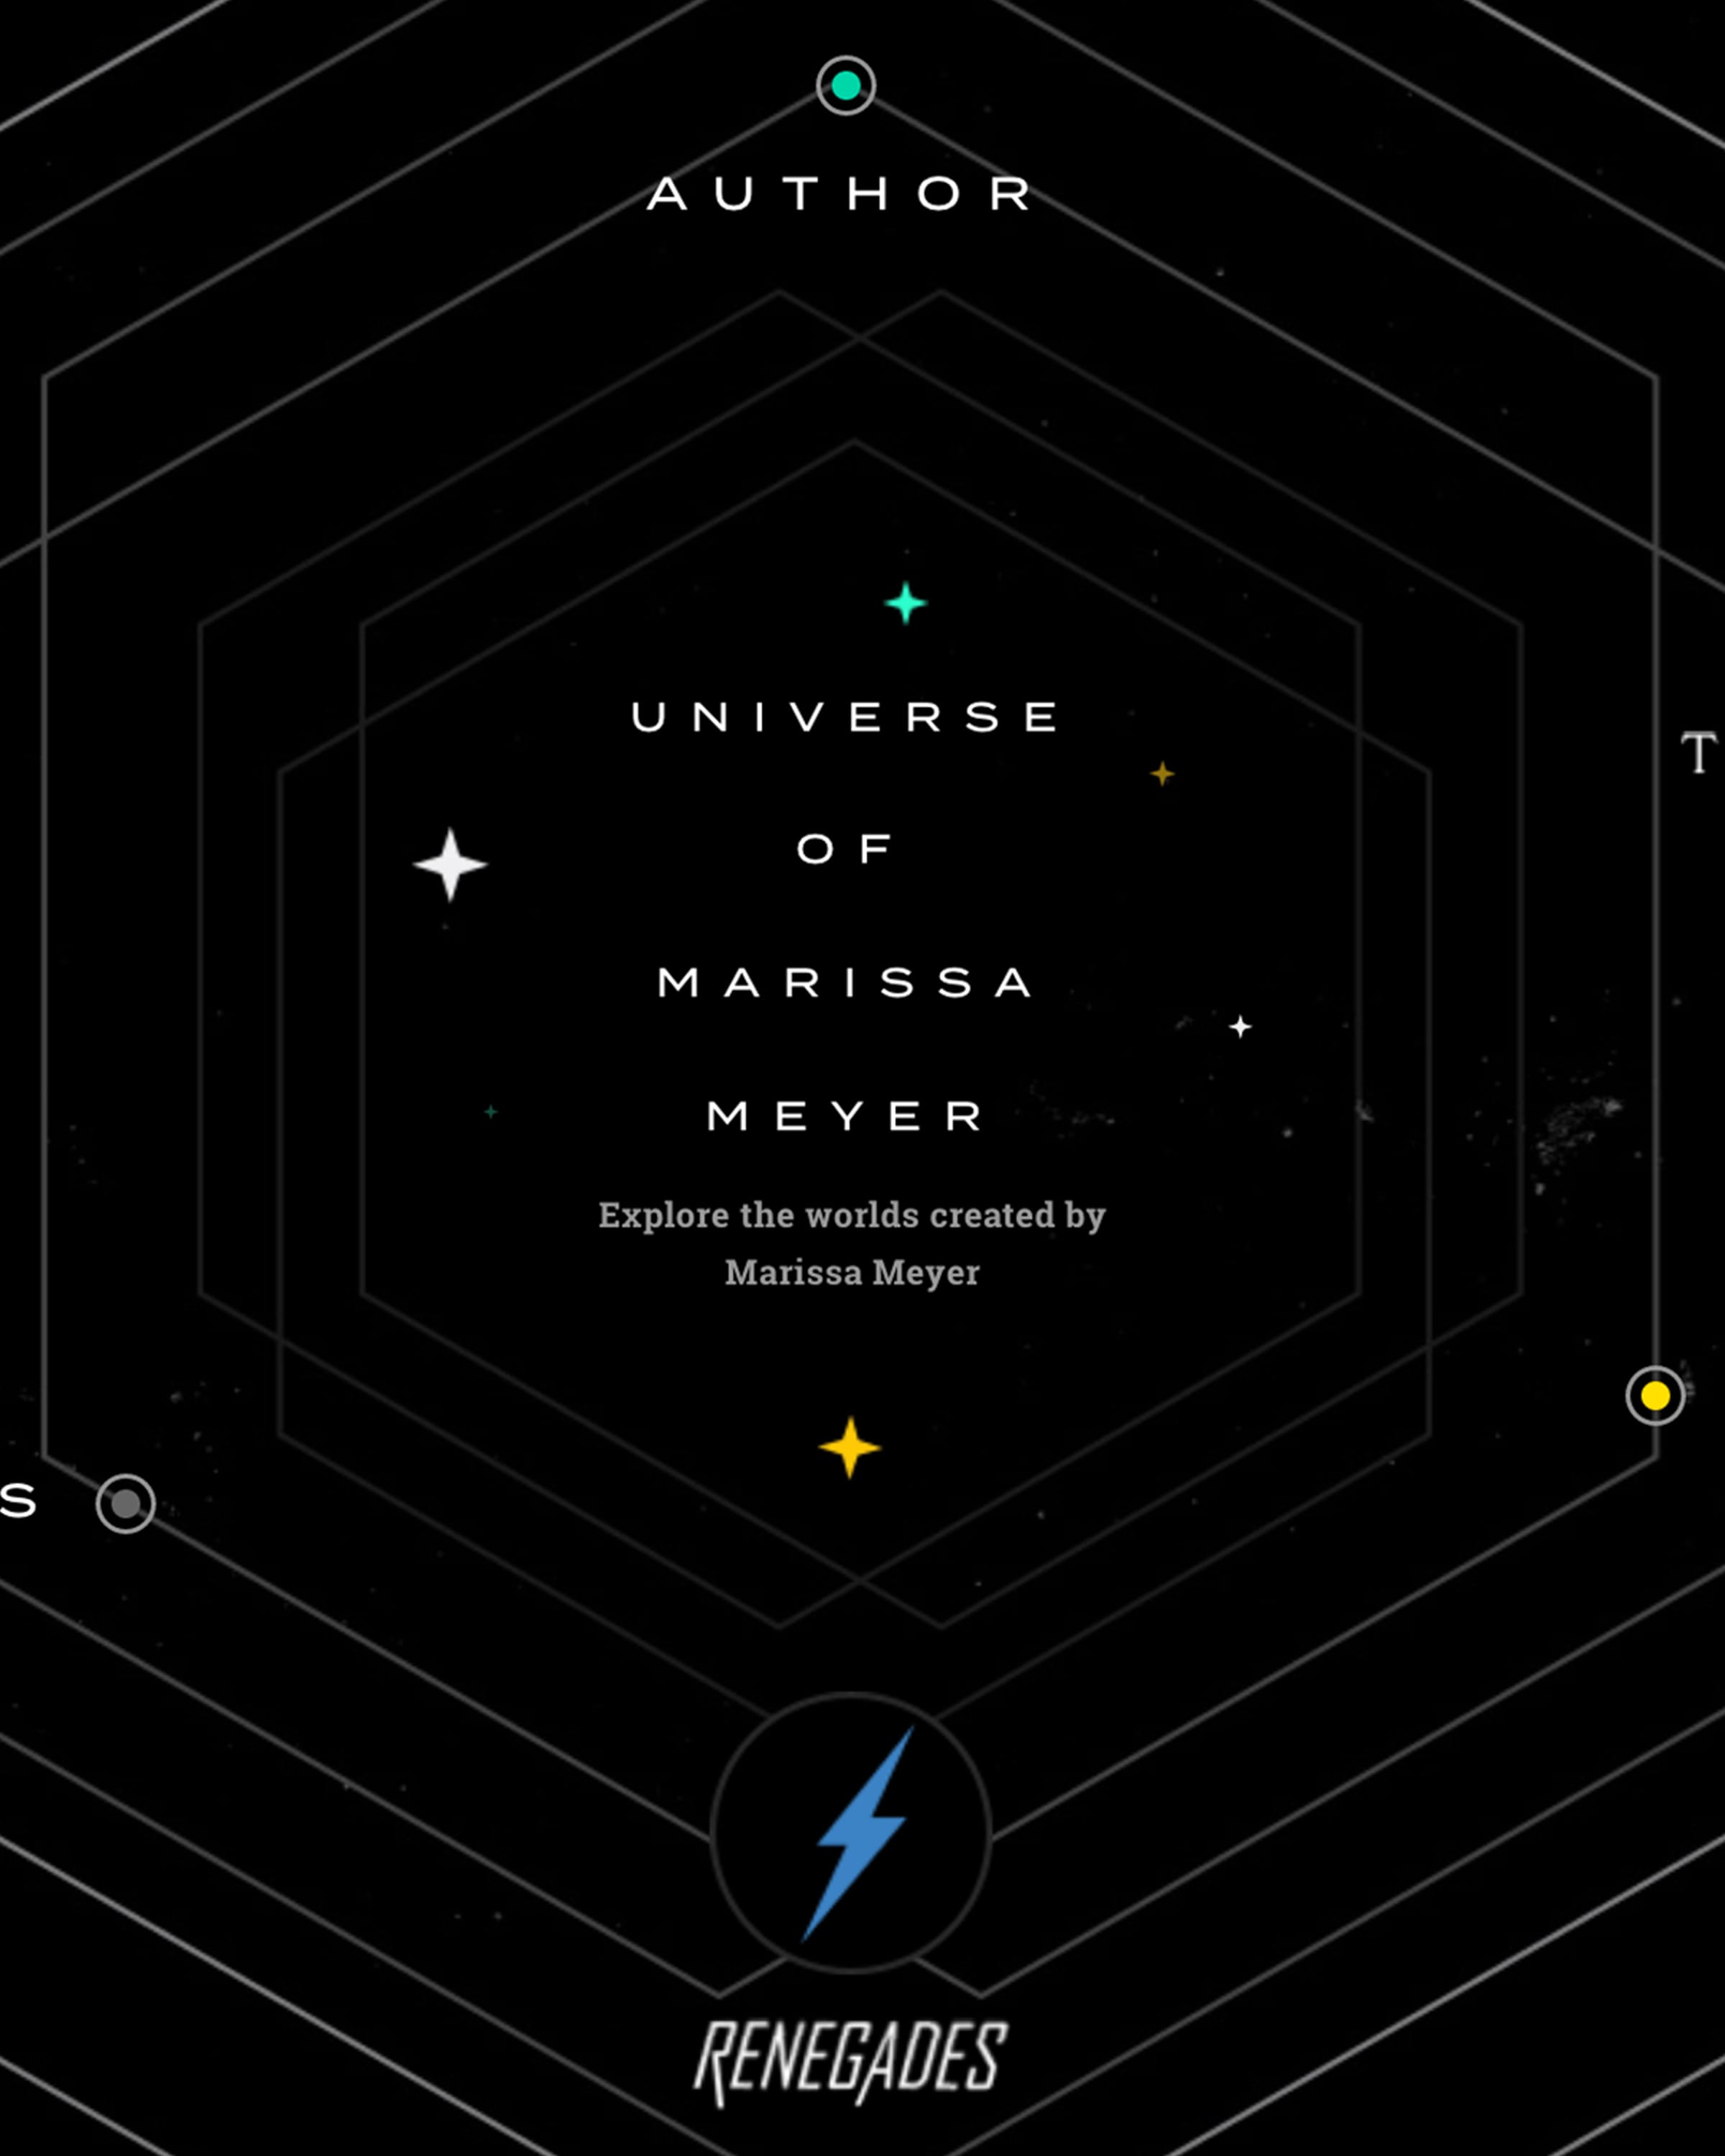 AUTHOR
UNIVERSE
T
OF
MARISSA
MEYER
Explore the worlds created by
Marissa Meyer
S
RENEGADES